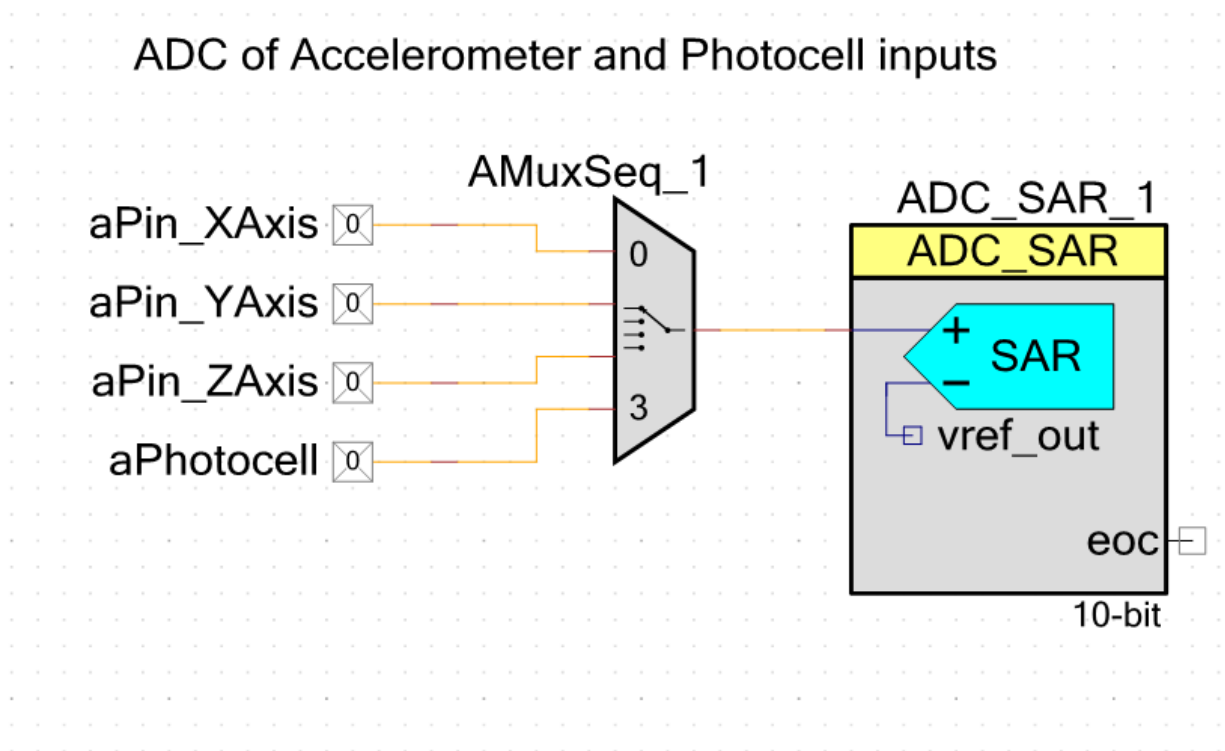 ADC of Accelerometer and Photocell inputs
AMuxSeq_1
ADC_SAR_1
aPin_XAxis 0
0
ADC_SAR
aPin_YAxis 0
+
SAR
aPin_ZAxis 0
−
3
vref_out
aPhotocell 0
eoc
10-bit